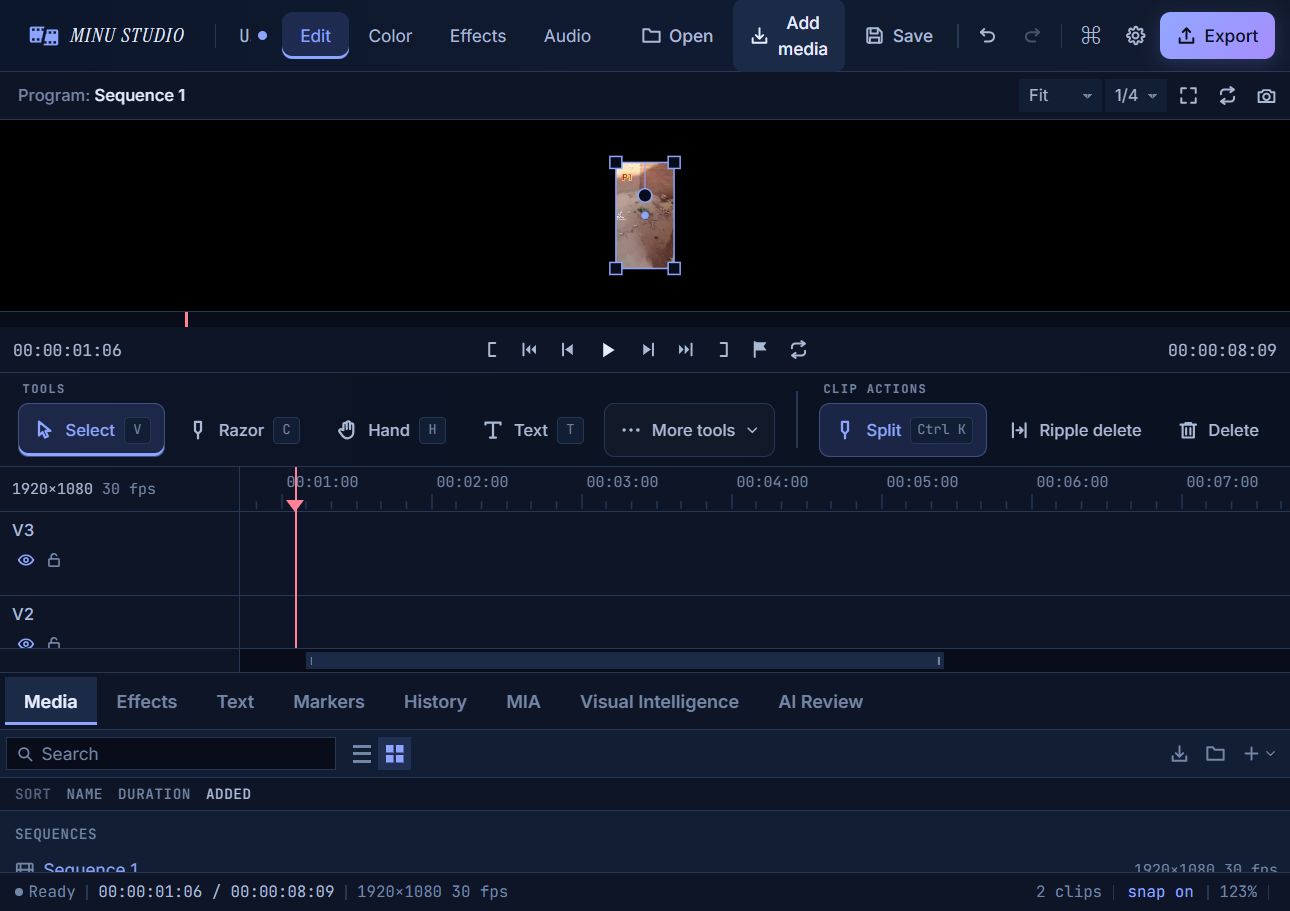 MINU STUDIO
U
Edit
Color
Effects
Audio
Open
Add
media
Save
Export
Program: Sequence 1
Fit
1/4
00:00:01:06
00:00:08:09
TOOLS
CLIP ACTIONS
Select V
Razor C
Hand H
Text T
More tools
Split Ctrl K
Ripple delete
Delete
1920×1080 30 fps
00:01:00
00:02:00
00:03:00
00:04:00
00:05:00
00:06:00
00:07:00
V3
V2
Media
Effects
Text
Markers
History
MIA
Visual Intelligence
AI Review
Search
SORT NAME DURATION ADDED
SEQUENCES
Sequence 1
1920×1080 30 fps
Ready
00:00:01:06 / 00:00:08:09
1920×1080 30 fps
2 clips
snap on
123%